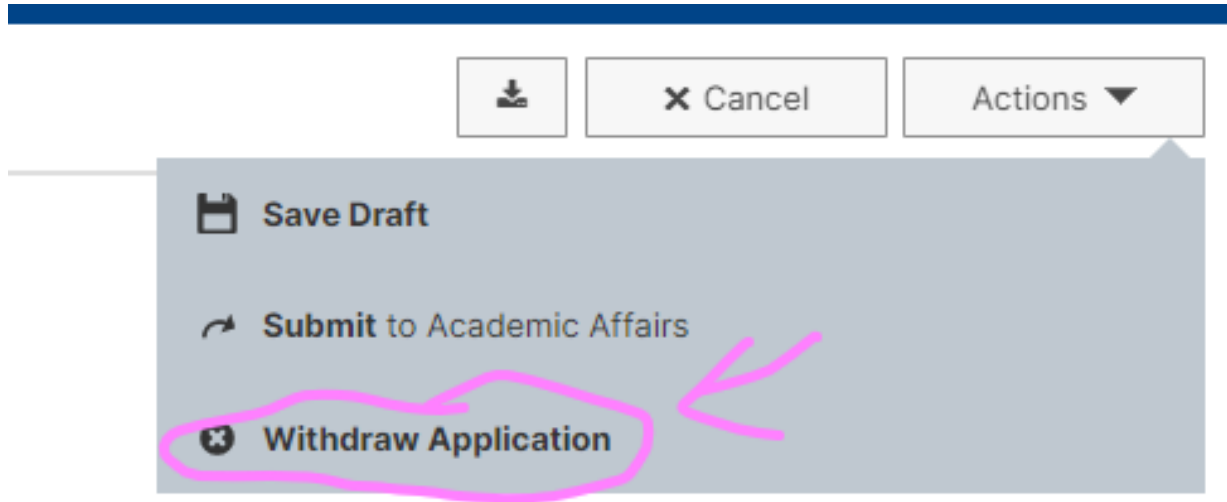 Cancel
Actions
Save Draft
Submit to Academic Affairs
Withdraw Application